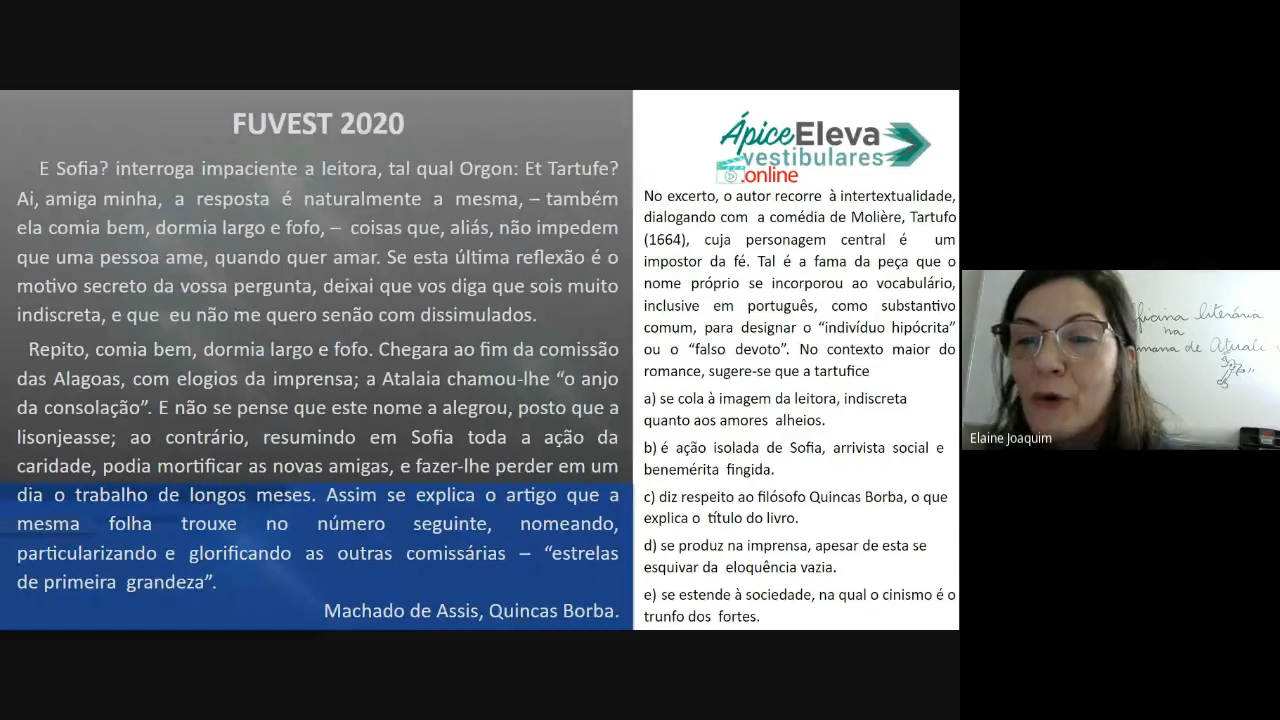 FUVEST 2020
E Sofia? interroga impaciente a leitora, tal qual Orgon: Et Tartufe?
Ai, amiga minha, a resposta é naturalmente a mesma, – também
ela comia bem, dormia largo e fofo, – coisas que, aliás, não impedem
que uma pessoa ame, quando quer amar. Se esta última reflexão é o
motivo secreto da vossa pergunta, deixai que vos diga que sois muito
indiscreta, e que eu não me quero senão com dissimulados.
Repito, comia bem, dormia largo e fofo. Chegara ao fim da comissão
das Alagoas, com elogios da imprensa; a Atalaia chamou-lhe “o anjo
da consolação”. E não se pense que este nome a alegrou, posto que a
lisonjeasse; ao contrário, resumindo em Sofia toda a ação da
caridade, podia mortificar as novas amigas, e fazer-lhe perder em um
dia o trabalho de longos meses. Assim se explica o artigo que a
mesma folha trouxe no número seguinte, nomeando,
particularizando e glorificando as outras comissárias – “estrelas
de primeira grandeza”.
Machado de Assis, Quincas Borba.
ÁpiceEleva
vestibulares
.online
No excerto, o autor recorre à intertextualidade,
dialogando com a comédia de Molière, Tartufo
(1664), cuja personagem central é um
impostor da fé. Tal é a fama da peça que o
nome próprio se incorporou ao vocabulário,
inclusive em português, como substantivo
comum, para designar o “indivíduo hipócrita”
ou o “falso devoto”. No contexto maior do
romance, sugere-se que a tartufice
a) se cola à imagem da leitora, indiscreta
quanto aos amores alheios.
b) é ação isolada de Sofia, arrivista social e
benemérita fingida.
c) diz respeito ao filósofo Quincas Borba, o que
explica o título do livro.
d) se produz na imprensa, apesar de esta se
esquivar da eloquência vazia.
e) se estende à sociedade, na qual o cinismo é o
trunfo dos fortes.
literária
na
de
Elaine Joaquim